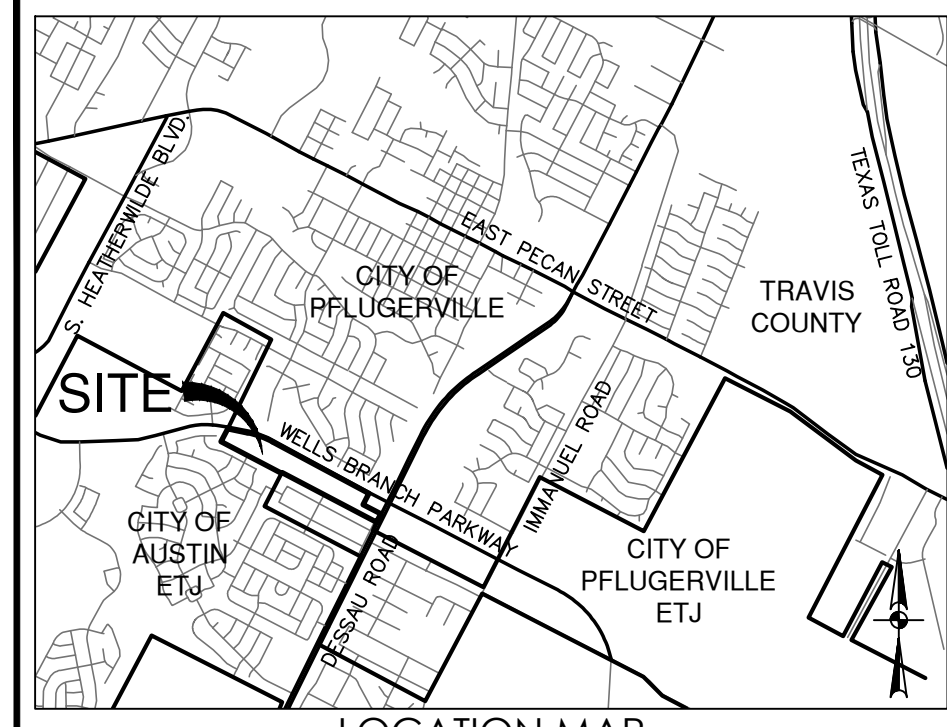 S. HEATHERWILDE BLVD.
EAST PECAN STREET
TEXAS TOLL ROAD 130
CITY OF
PFLUGERVILLE
TRAVIS
COUNTY
SITE
WELLS BRANCH PARKWAY
IMMANUEL ROAD
CITY OF
AUSTIN
ETJ
DESSAU ROAD
CITY OF
PFLUGERVILLE
ETJ
LOCATION MAP